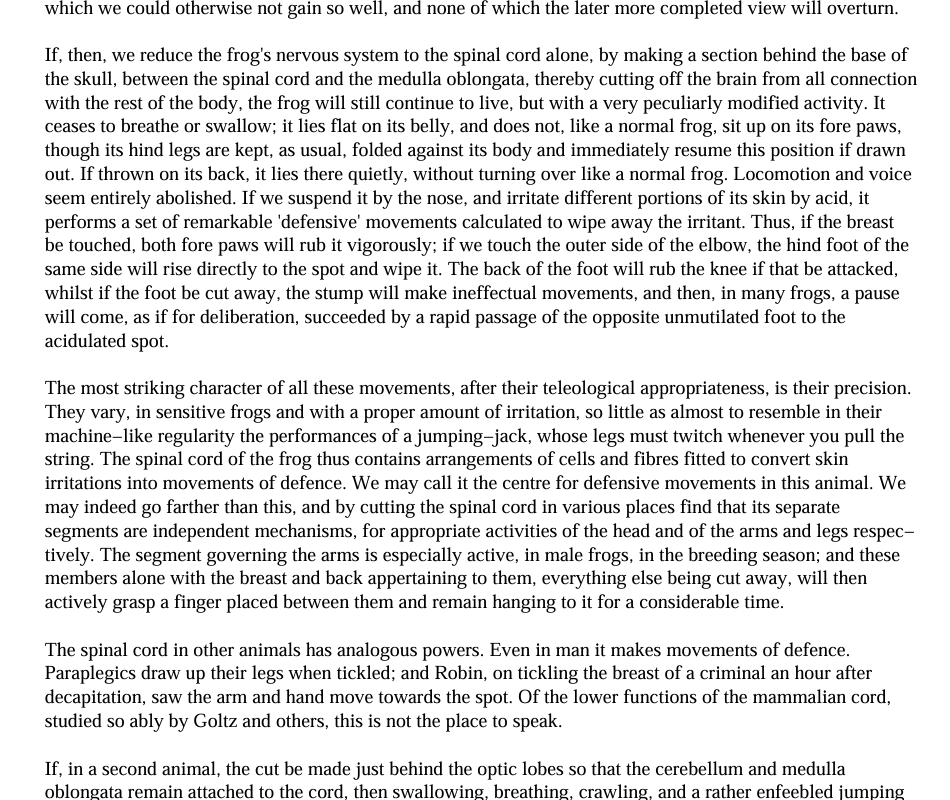 which we could otherwise not gain so well, and none of which the later more completed view will overturn.
If, then, we reduce the frog's nervous system to the spinal cord alone, by making a section behind the base of
the skull, between the spinal cord and the medulla oblongata, thereby cutting off the brain from all connection
with the rest of the body, the frog will still continue to live, but with a very peculiarly modified activity. It
ceases to breathe or swallow; it lies flat on its belly, and does not, like a normal frog, sit up on its fore paws,
though its hind legs are kept, as usual, folded against its body and immediately resume this position if drawn
out. If thrown on its back, it lies there quietly, without turning over like a normal frog. Locomotion and voice
seem entirely abolished. If we suspend it by the nose, and irritate different portions of its skin by acid, it
performs a set of remarkable 'defensive' movements calculated to wipe away the irritant. Thus, if the breast
be touched, both fore paws will rub it vigorously; if we touch the outer side of the elbow, the hind foot of the
same side will rise directly to the spot and wipe it. The back of the foot will rub the knee if that be attacked,
whilst if the foot be cut away, the stump will make ineffectual movements, and then, in many frogs, a pause
will come, as if for deliberation, succeeded by a rapid passage of the opposite unmutilated foot to the
acidulated spot.
The most striking character of all these movements, after their teleological appropriateness, is their precision.
They vary, in sensitive frogs and with a proper amount of irritation, so little as almost to resemble in their
machine−like regularity the performances of a jumping−jack, whose legs must twitch whenever you pull the
string. The spinal cord of the frog thus contains arrangements of cells and fibres fitted to convert skin
irritations into movements of defence. We may call it the centre for defensive movements in this animal. We
may indeed go farther than this, and by cutting the spinal cord in various places find that its separate
segments are independent mechanisms, for appropriate activities of the head and of the arms and legs respec−
tively. The segment governing the arms is especially active, in male frogs, in the breeding season; and these
members alone with the breast and back appertaining to them, everything else being cut away, will then
actively grasp a finger placed between them and remain hanging to it for a considerable time.
The spinal cord in other animals has analogous powers. Even in man it makes movements of defence.
Paraplegics draw up their legs when tickled; and Robin, on tickling the breast of a criminal an hour after
decapitation, saw the arm and hand move towards the spot. Of the lower functions of the mammalian cord,
studied so ably by Goltz and others, this is not the place to speak.
If, in a second animal, the cut be made just behind the optic lobes so that the cerebellum and medulla
oblongata remain attached to the cord, then swallowing, breathing, crawling, and a rather enfeebled jumping